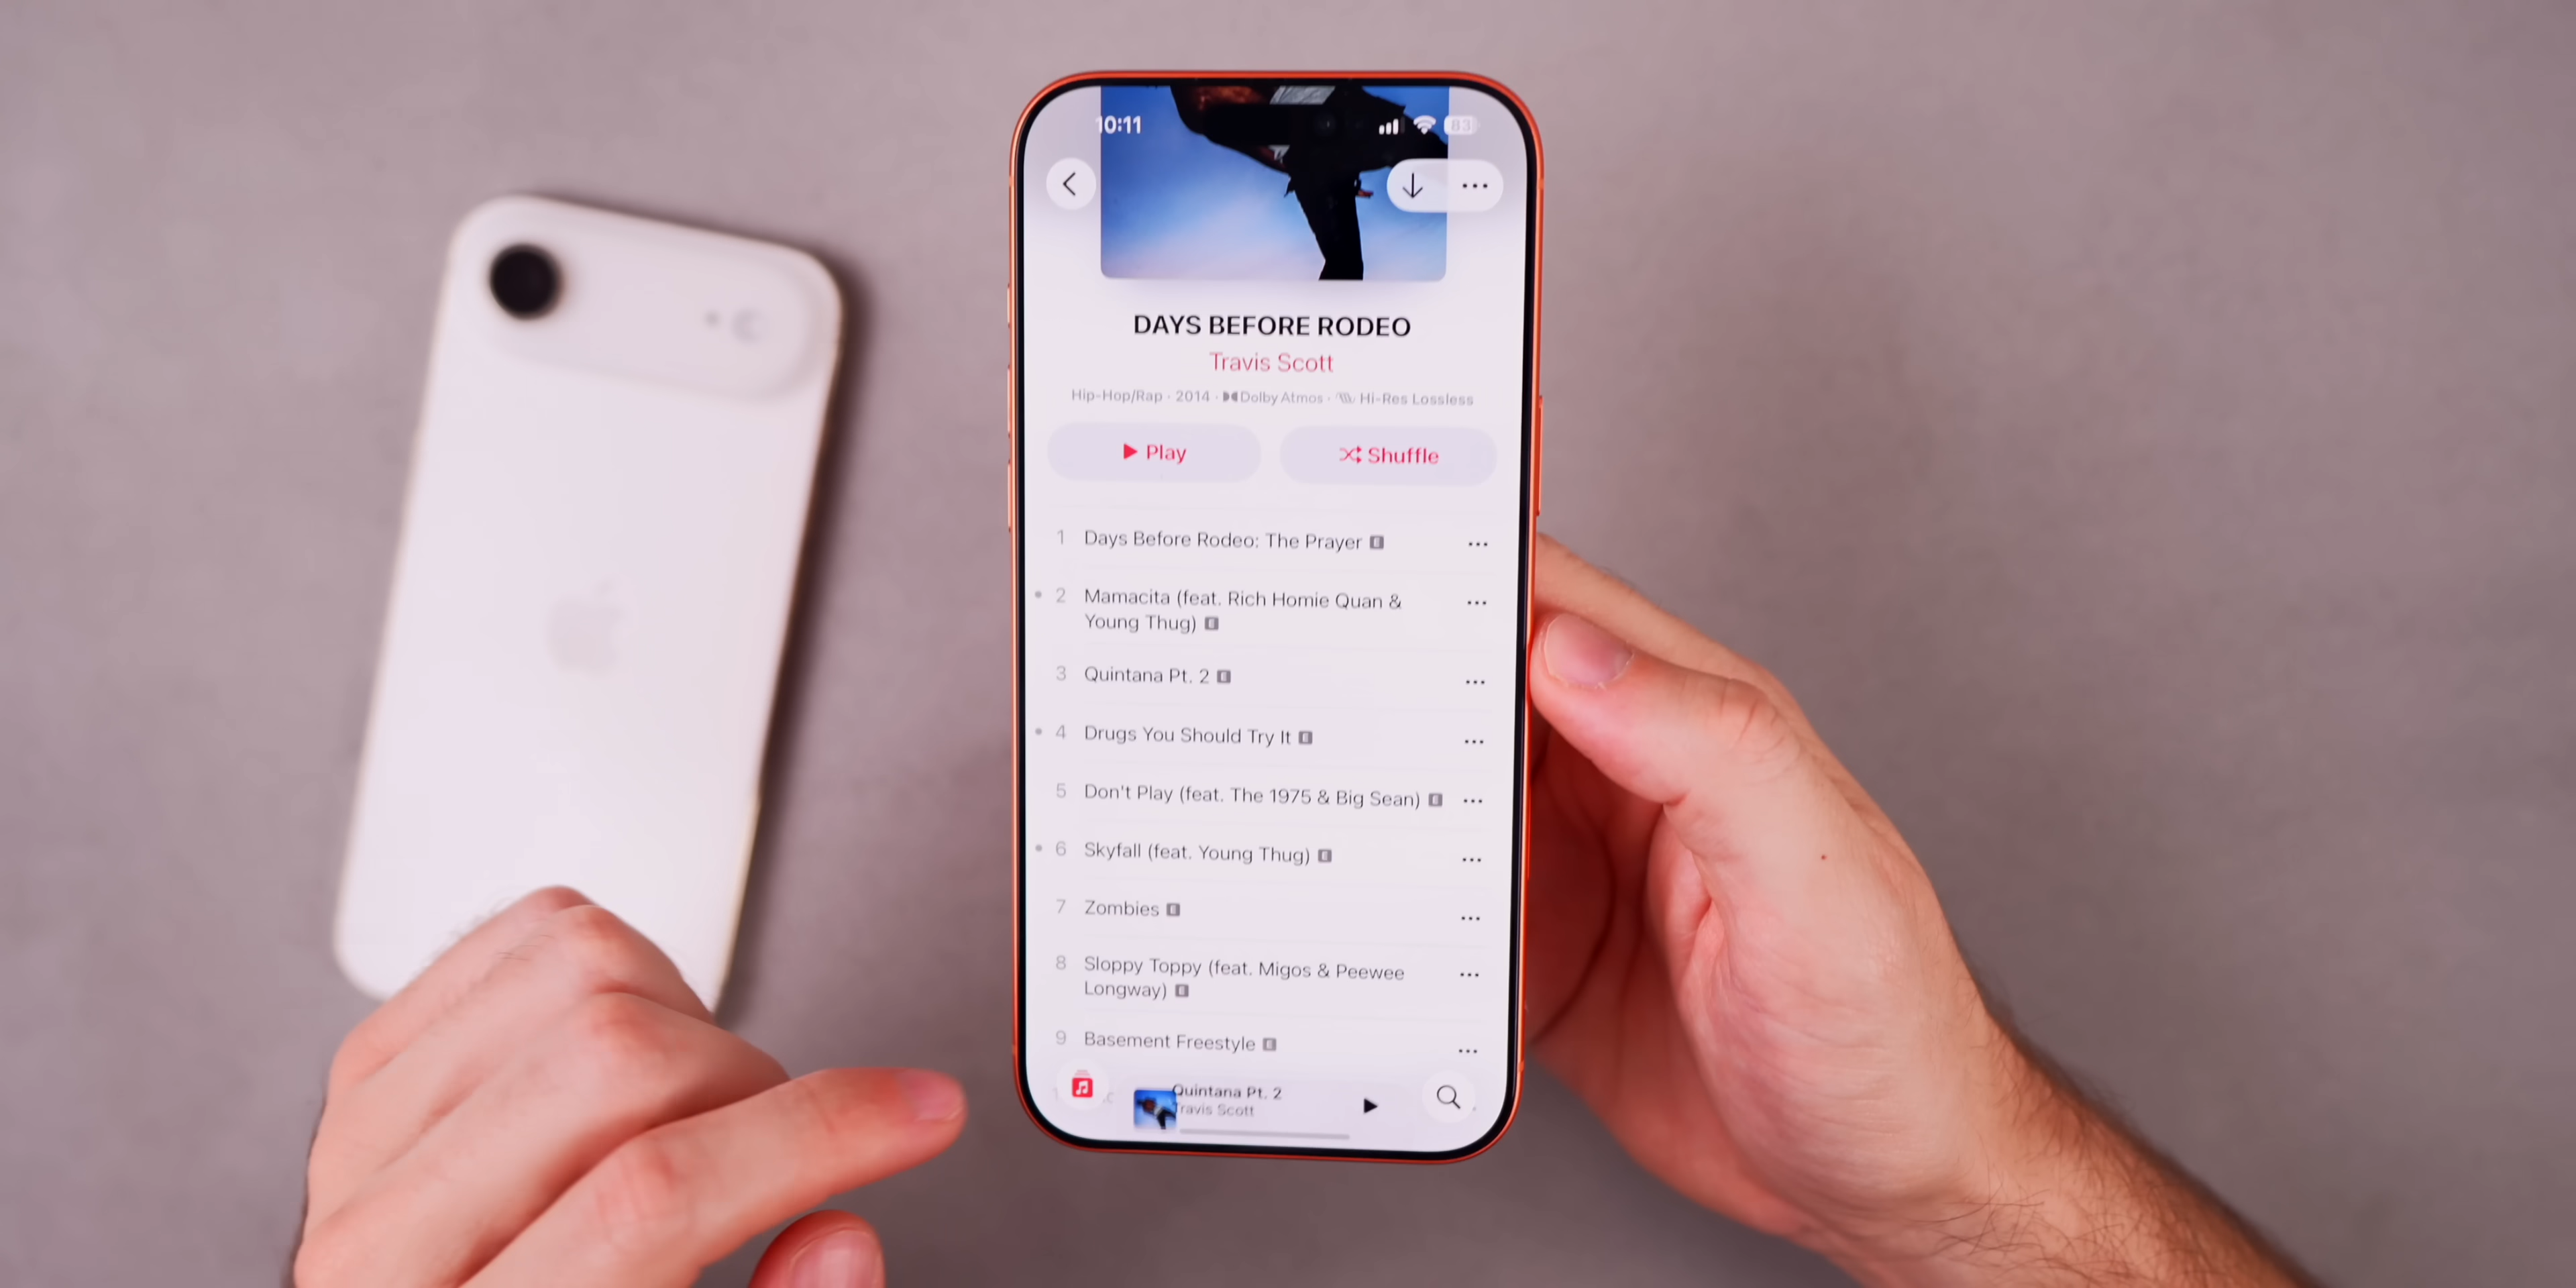 10:11
83
DAYS BEFORE RODEO
Travis Scott
Hip-Hop/Rap · 2014 · Dolby Atmos · Hi-Res Lossless
Play
Shuffle
1 Days Before Rodeo: The Prayer E
2 Mamacita (feat. Rich Homie Quan &
Young Thug) E
3 Quintana Pt. 2 E
4 Drugs You Should Try It E
5 Don't Play (feat. The 1975 & Big Sean) E
6 Skyfall (feat. Young Thug) E
7 Zombies E
8 Sloppy Toppy (feat. Migos & Peewee
Longway) E
9 Basement Freestyle E
Quintana Pt. 2
Travis Scott